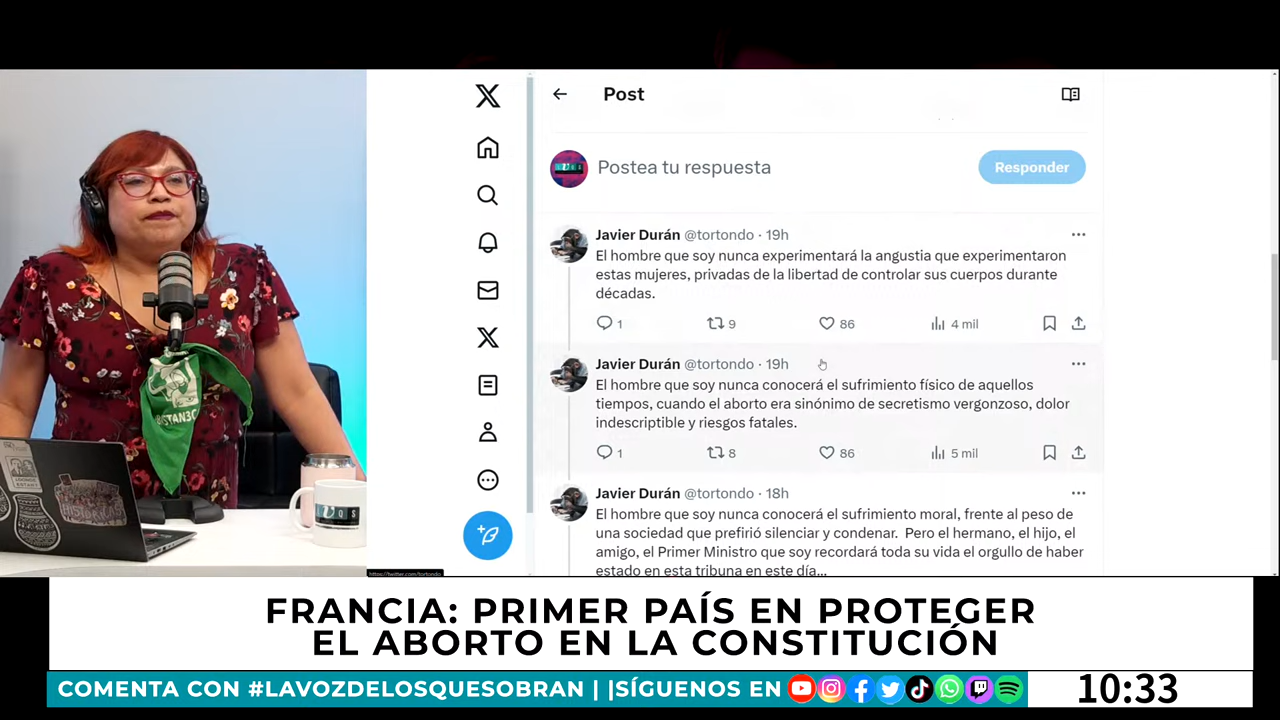 Post
Postea tu respuesta
Responder
Javier Durán @tortondo · 19h
El hombre que soy nunca experimentará la angustia que experimentaron
estas mujeres, privadas de la libertad de controlar sus cuerpos durante
décadas.
1 9 86 4 mil
Javier Durán @tortondo · 19h
El hombre que soy nunca conocerá el sufrimiento físico de aquellos
tiempos, cuando el aborto era sinónimo de secretismo vergonzoso, dolor
indescriptible y riesgos fatales.
1 8 86 5 mil
Javier Durán @tortondo · 18h
El hombre que soy nunca conocerá el sufrimiento moral, frente al peso de
una sociedad que prefirió silenciar y condenar. Pero el hermano, el hijo, el
amigo, el Primer Ministro que soy recordará toda su vida el orgullo de haber
estado en esta tribuna en este día...
https://twitter.com/tortondo
FRANCIA: PRIMER PAÍS EN PROTEGER
EL ABORTO EN LA CONSTITUCIÓN
COMENTA CON #LAVOZDELOSQUESOBRAN | |SÍGUENOS EN
10:33